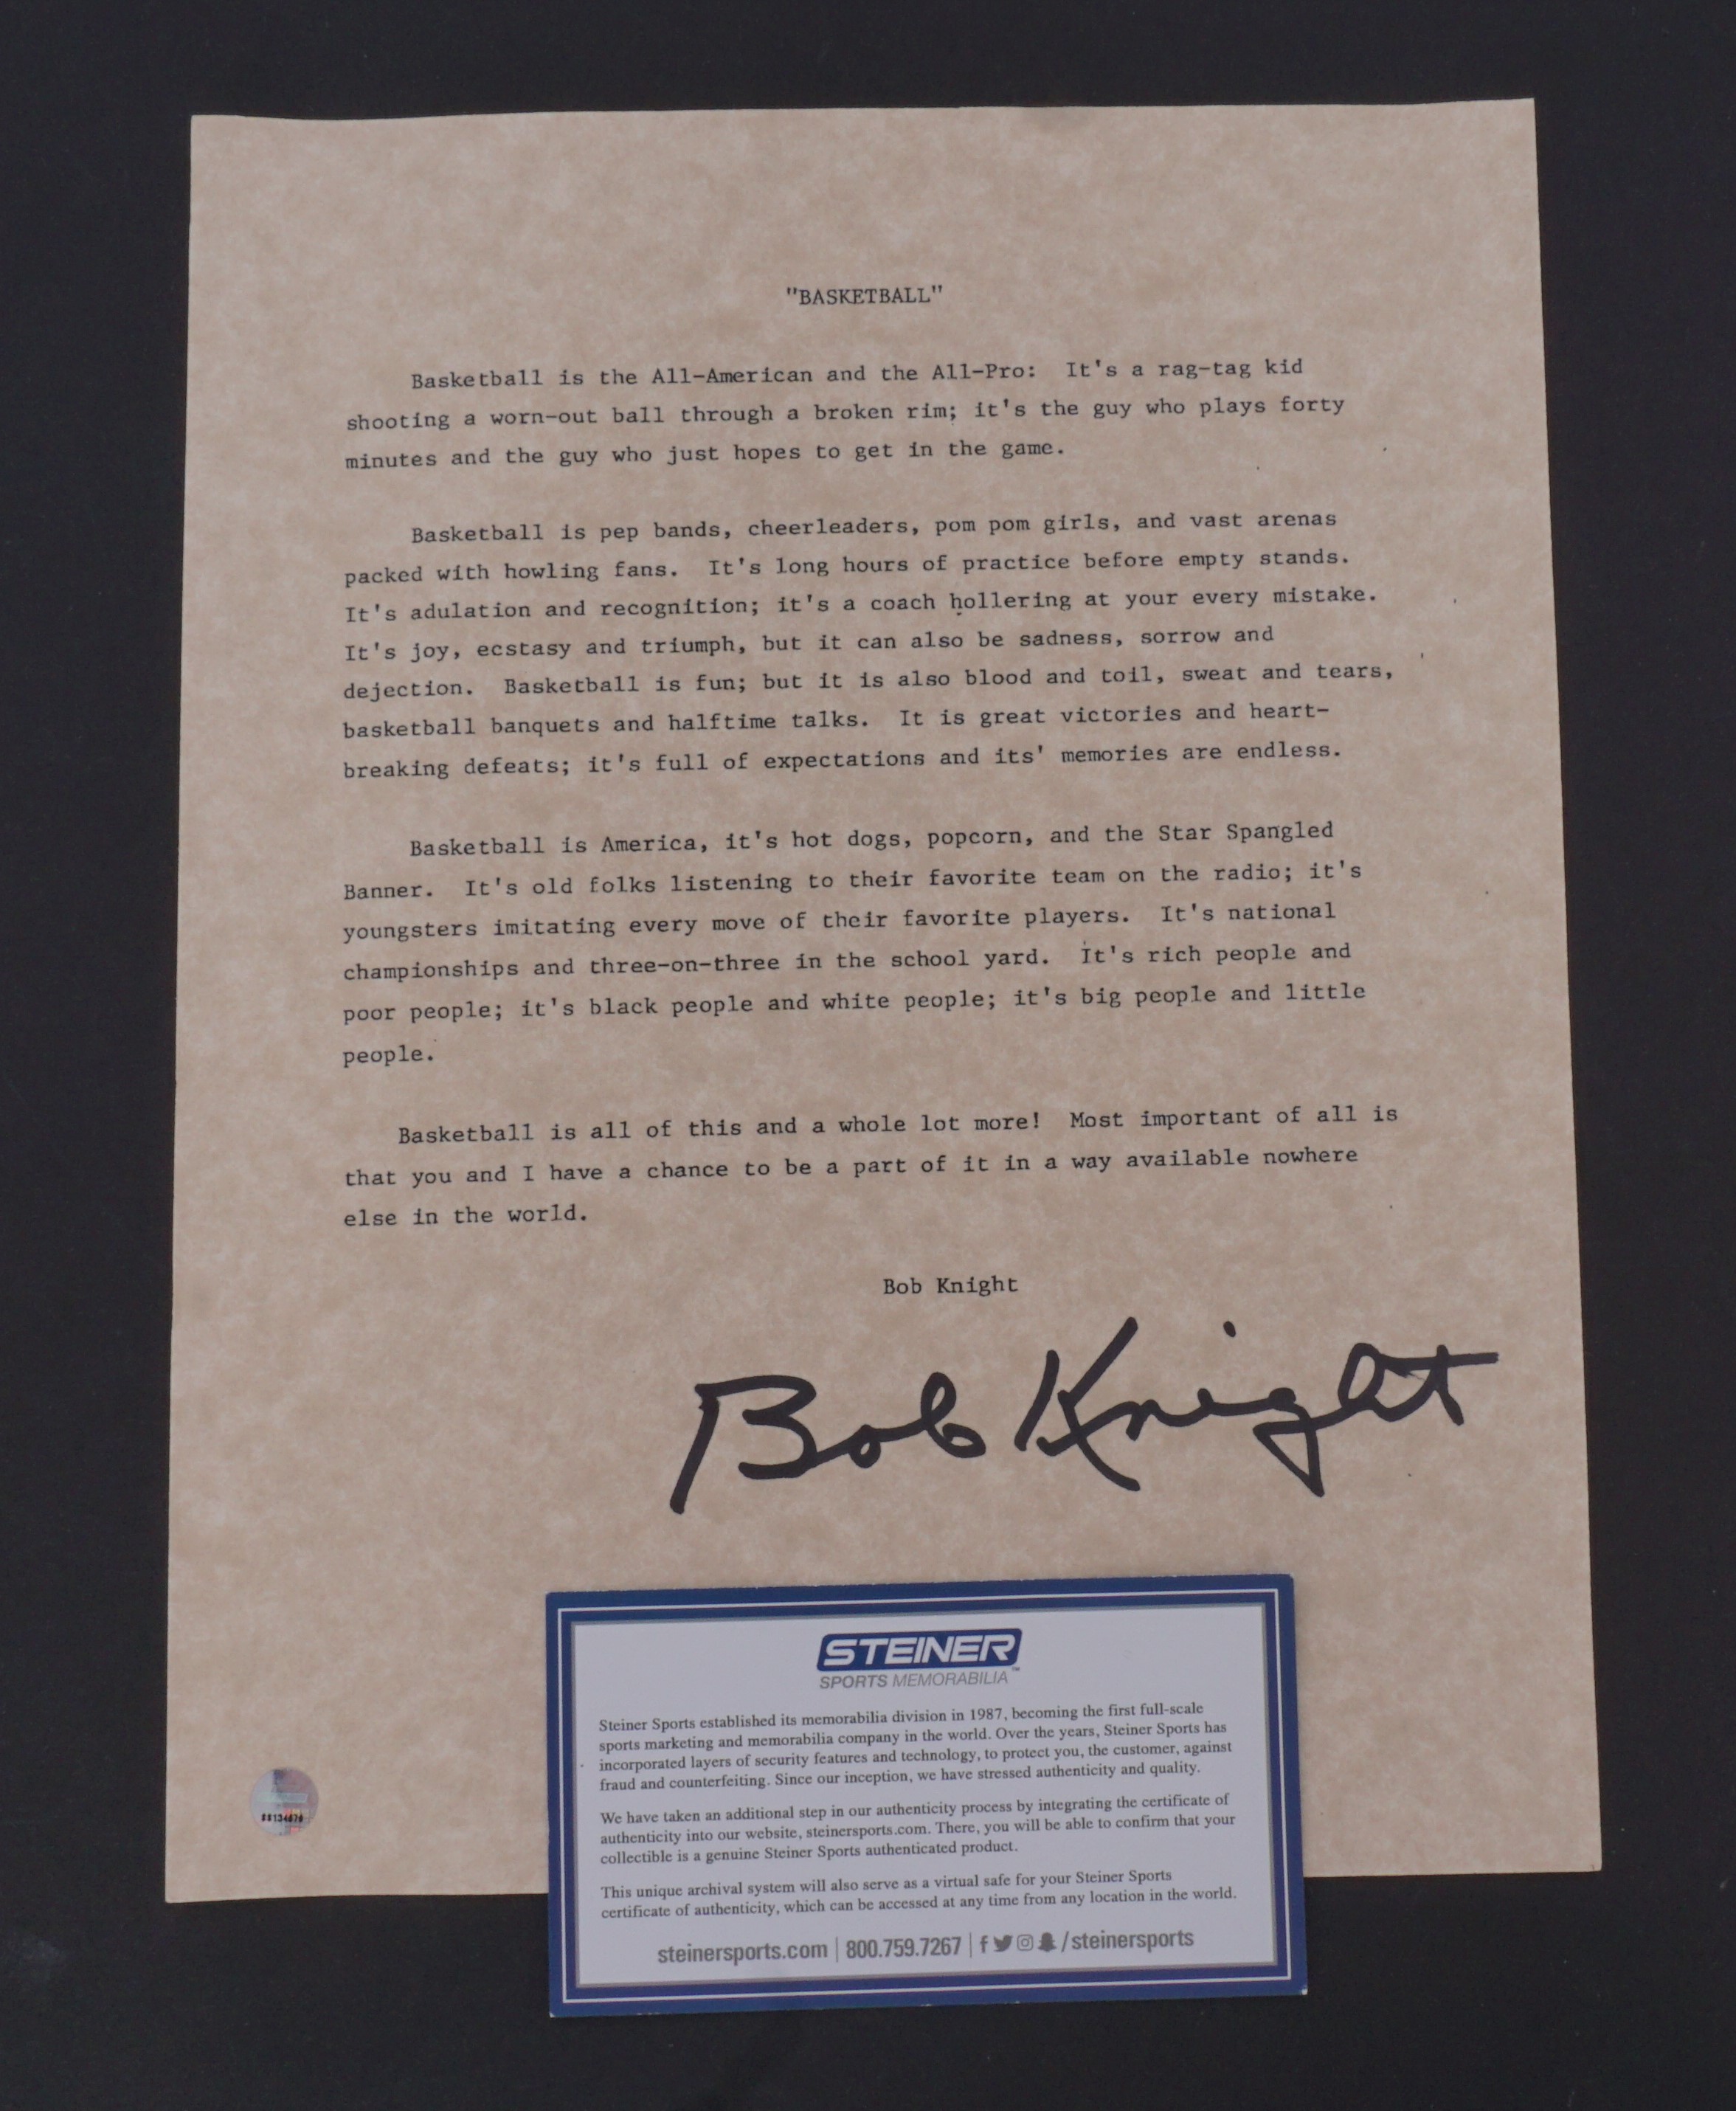 "BASKETBALL"
Basketball is the All-American and the All-Pro: It's a rag-tag kid
shooting a worn-out ball through a broken rim; it's the guy who plays forty
minutes and the guy who just hopes to get in the game.
Basketball is pep bands, cheerleaders, pom pom girls, and vast arenas
packed with howling fans. It's long hours of practice before empty stands.
It's adulation and recognition; it's a coach hollering at your every mistake.
It's joy, ecstasy and triumph, but it can also be sadness, sorrow and
dejection. Basketball is fun; but it is also blood and toil, sweat and tears,
basketball banquets and halftime talks. It is great victories and heart-
breaking defeats; it's full of expectations and its' memories are endless.
Basketball is America, it's hot dogs, popcorn, and the Star Spangled
Banner. It's old folks listening to their favorite team on the radio; it's
youngsters imitating every move of their favorite players. It's national
championships and three-on-three in the school yard. It's rich people and
poor people; it's black people and white people; it's big people and little
people.
Basketball is all of this and a whole lot more! Most important of all is
that you and I have a chance to be a part of it in a way available nowhere
else in the world.
Bob Knight
Bob Knight
STEINER
SPORTS MEMORABILIA™
Steiner Sports established its memorabilia division in 1987, becoming the first full-scale
sports marketing and memorabilia company in the world. Over the years, Steiner Sports has
incorporated layers of security features and technology, to protect you, the customer, against
fraud and counterfeiting. Since our inception, we have stressed authenticity and quality.
We have taken an additional step in our authenticity process by integrating the certificate of
authenticity into our website, steinersports.com. There, you will be able to confirm that your
collectible is a genuine Steiner Sports authenticated product.
This unique archival system will also serve as a virtual safe for your Steiner Sports
certificate of authenticity, which can be accessed at any time from any location in the world.
steinersports.com | 800.759.7267 | /steinersports